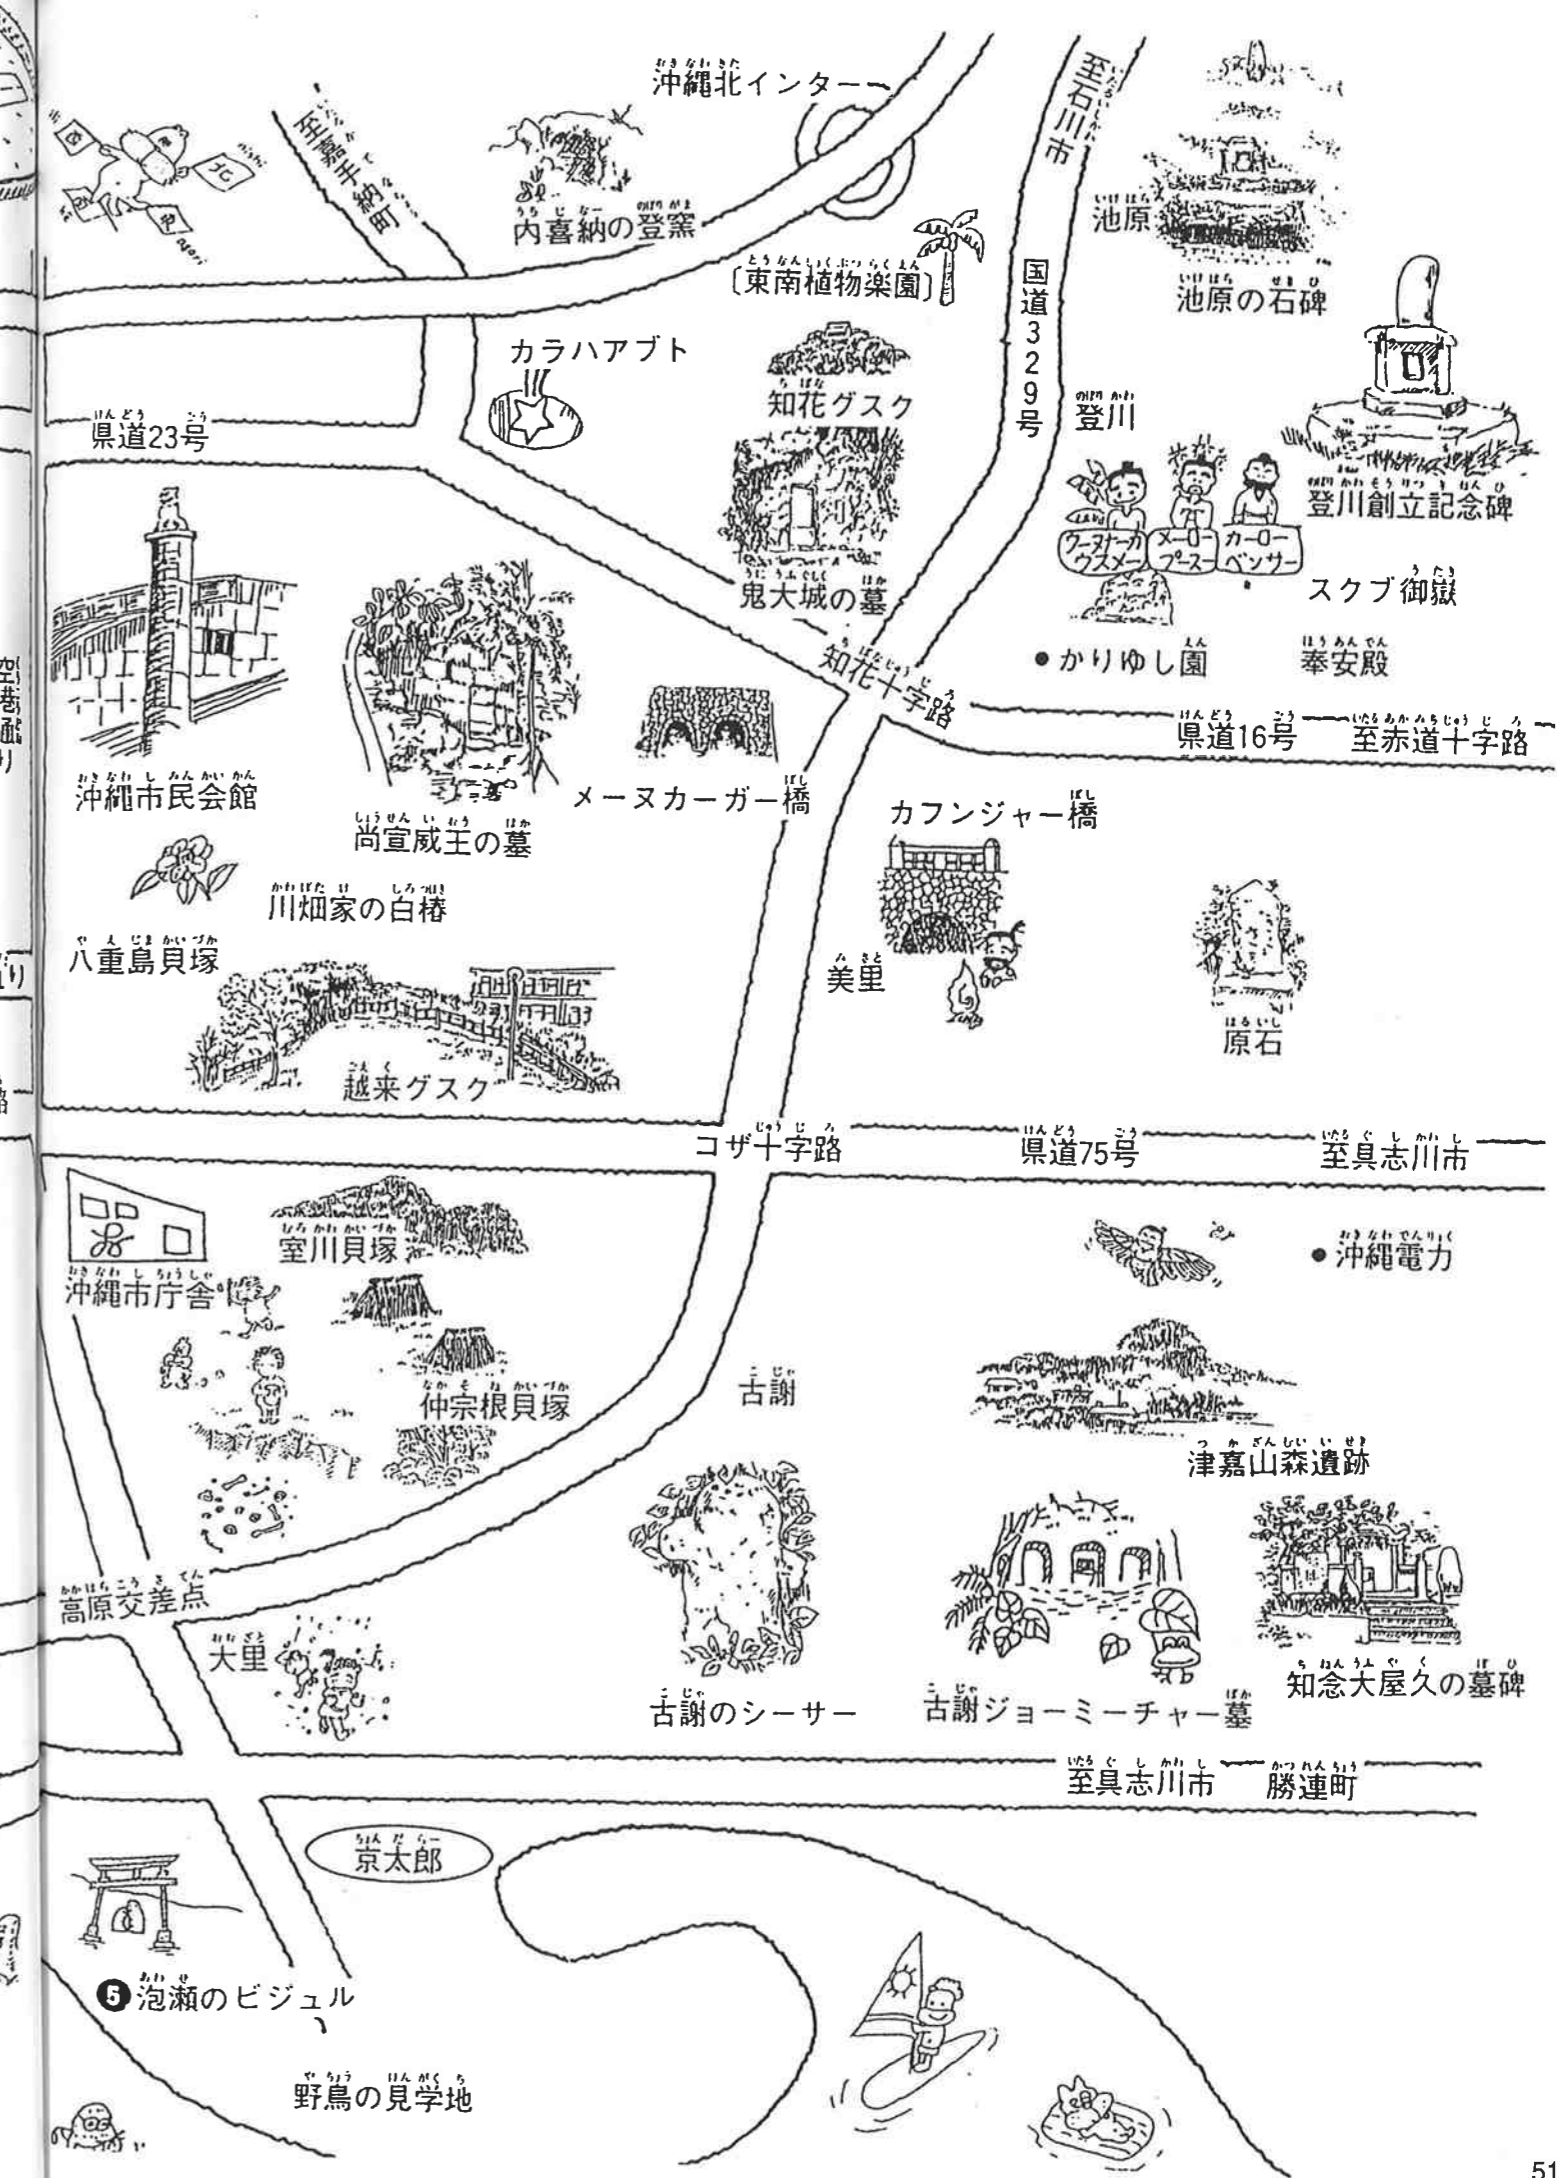 沖縄北インター
至石川市
至嘉手納町
北
内喜納の登窯
池原
〔東南植物楽園〕
国道329号
池原の石碑
カラハアブト
知花グスク
登川
県道23号
登川創立記念碑
クーヌナーカウスメー
メーロープースー
カーローベンサー
スクブ御嶽
鬼大城の墓
知花十字路
かりゆし園
奉安殿
県道16号
至赤道十字路
沖縄市民会館
尚宣威王の墓
メーヌカーガー橋
カフンジャー橋
川畑家の白椿
八重島貝塚
美里
原石
越来グスク
コザ十字路
県道75号
至具志川市
室川貝塚
沖縄市庁舎
沖縄電力
仲宗根貝塚
古謝
津嘉山森遺跡
高原交差点
大里
古謝のシーサー
古謝ジョーミーチャー墓
知念大屋久の墓碑
至具志川市
勝連町
京太郎
5 泡瀬のビジュル
野鳥の見学地
51